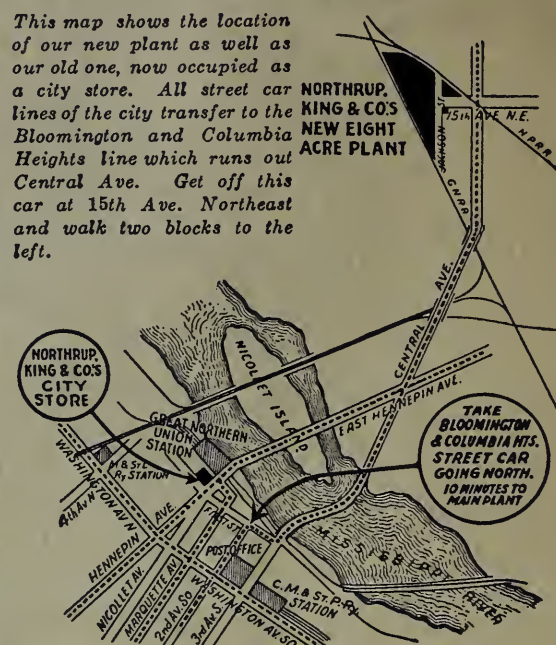 This map shows the location
of our new plant as well as
our old one, now occupied as
a city store. All street car
lines of the city transfer to the
Bloomington and Columbia
Heights line which runs out
Central Ave. Get off this
car at 15th Ave. Northeast
and walk two blocks to the
left.
NORTHRUP,
KING & CO'S
NEW EIGHT
ACRE PLANT
JACKSON ST.
15TH AVE N.E.
N.P.R.R.
G.N.R.R.
CENTRAL AVE.
NORTHRUP,
KING & CO'S
CITY
STORE
NICOLLET ISLAND
EAST HENNEPIN AVE.
GREAT NORTHERN
UNION
STATION
M & ST L
RY STATION
4th Av. N.
WASHINGTON AV. N
TAKE
BLOOMINGTON
& COLUMBIA HTS.
STREET CAR
GOING NORTH.
10 MINUTES TO
MAIN PLANT
HENNEPIN AVE.
FIRST ST.
POST OFFICE
MISSISSIPPI RIVER
NICOLLET AV.
MARQUETTE AV.
2nd Av. So
3rd Av. S.
WASHINGTON AV. SO
C. M. & ST. P. RY
STATION